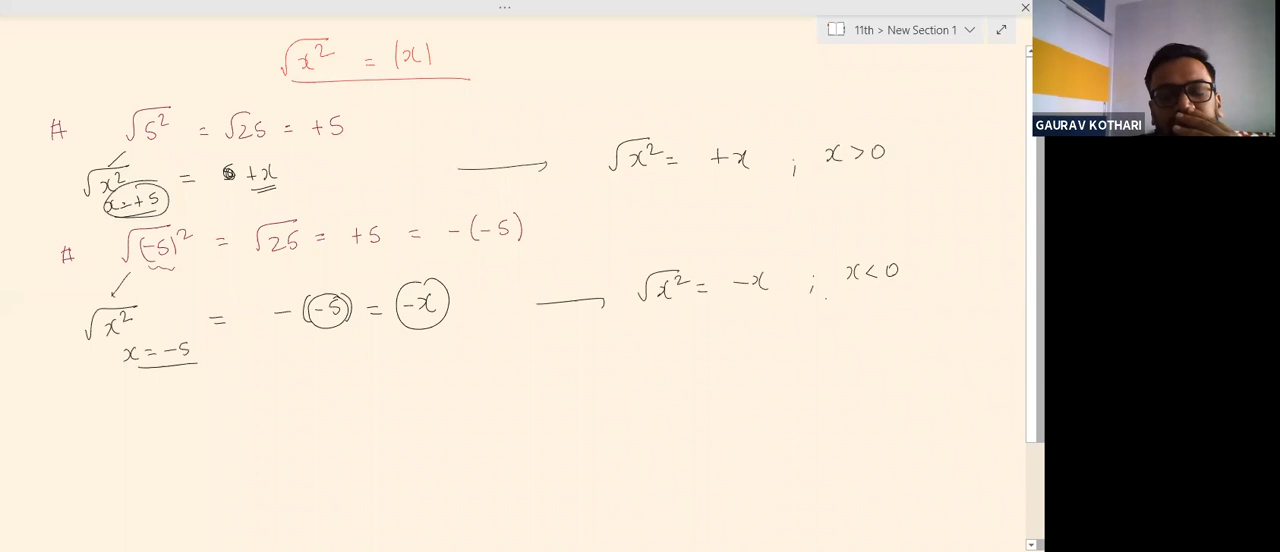 ...
11th > New Section 1
√x² = |x|
GAURAV KOTHARI
# √5² = √25 = +5
√x² = +x
x=+5
√x² = +x ; x>0
# √(-5)² = √25 = +5 = -(-5)
√x² = -(-5) = -x
x=-5
√x² = -x ; x<0